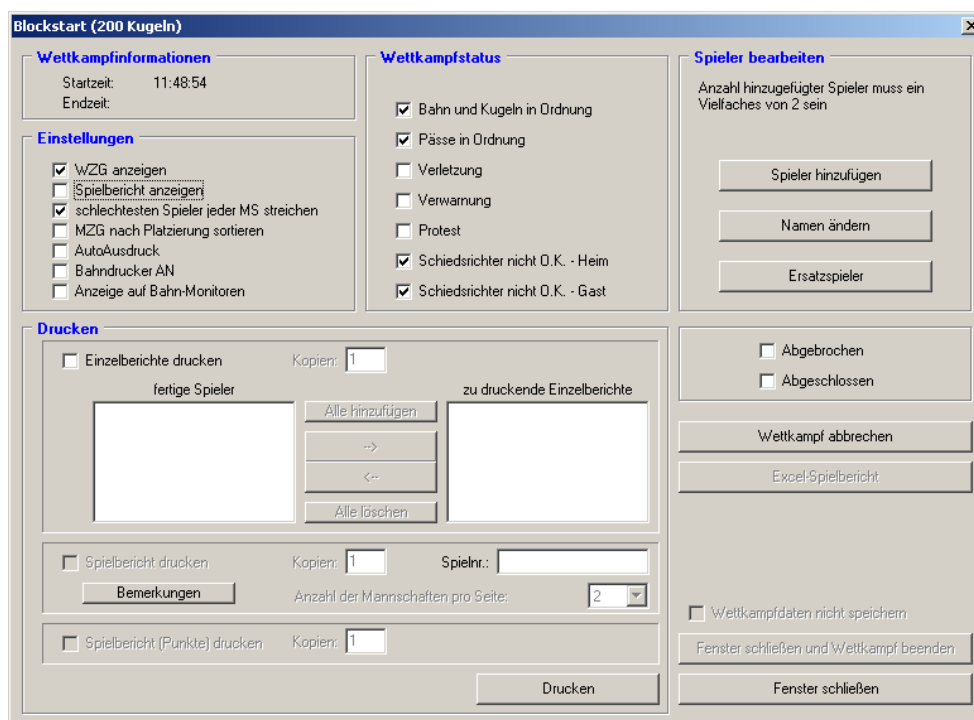 Blockstart (200 Kugeln)
Wettkampfinformationen
Startzeit: 11:48:54
Endzeit:
Einstellungen
WZG anzeigen
Spielbericht anzeigen
schlechtesten Spieler jeder MS streichen
MZG nach Platzierung sortieren
AutoAusdruck
Bahndrucker AN
Anzeige auf Bahn-Monitoren
Wettkampfstatus
Bahn und Kugeln in Ordnung
Pässe in Ordnung
Verletzung
Verwarnung
Protest
Schiedsrichter nicht O.K. - Heim
Schiedsrichter nicht O.K. - Gast
Spieler bearbeiten
Anzahl hinzugefügter Spieler muss ein
Vielfaches von 2 sein
Spieler hinzufügen
Namen ändern
Ersatzspieler
Drucken
Einzelberichte drucken Kopien: 1
fertige Spieler zu druckende Einzelberichte
Alle hinzufügen
-->
<--
Alle löschen
Spielbericht drucken Kopien: 1 Spielnr.:
Bemerkungen Anzahl der Mannschaften pro Seite: 2
Spielbericht (Punkte) drucken Kopien: 1
Drucken
Abgebrochen
Abgeschlossen
Wettkampf abbrechen
Excel-Spielbericht
Wettkampfdaten nicht speichern
Fenster schließen und Wettkampf beenden
Fenster schließen